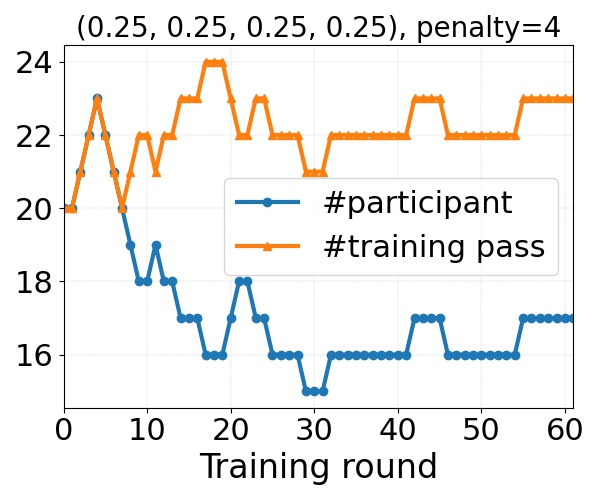 (0.25, 0.25, 0.25, 0.25), penalty=4
24
22
20
18
16
#participant
#training pass
0 10 20 30 40 50 60
Training round